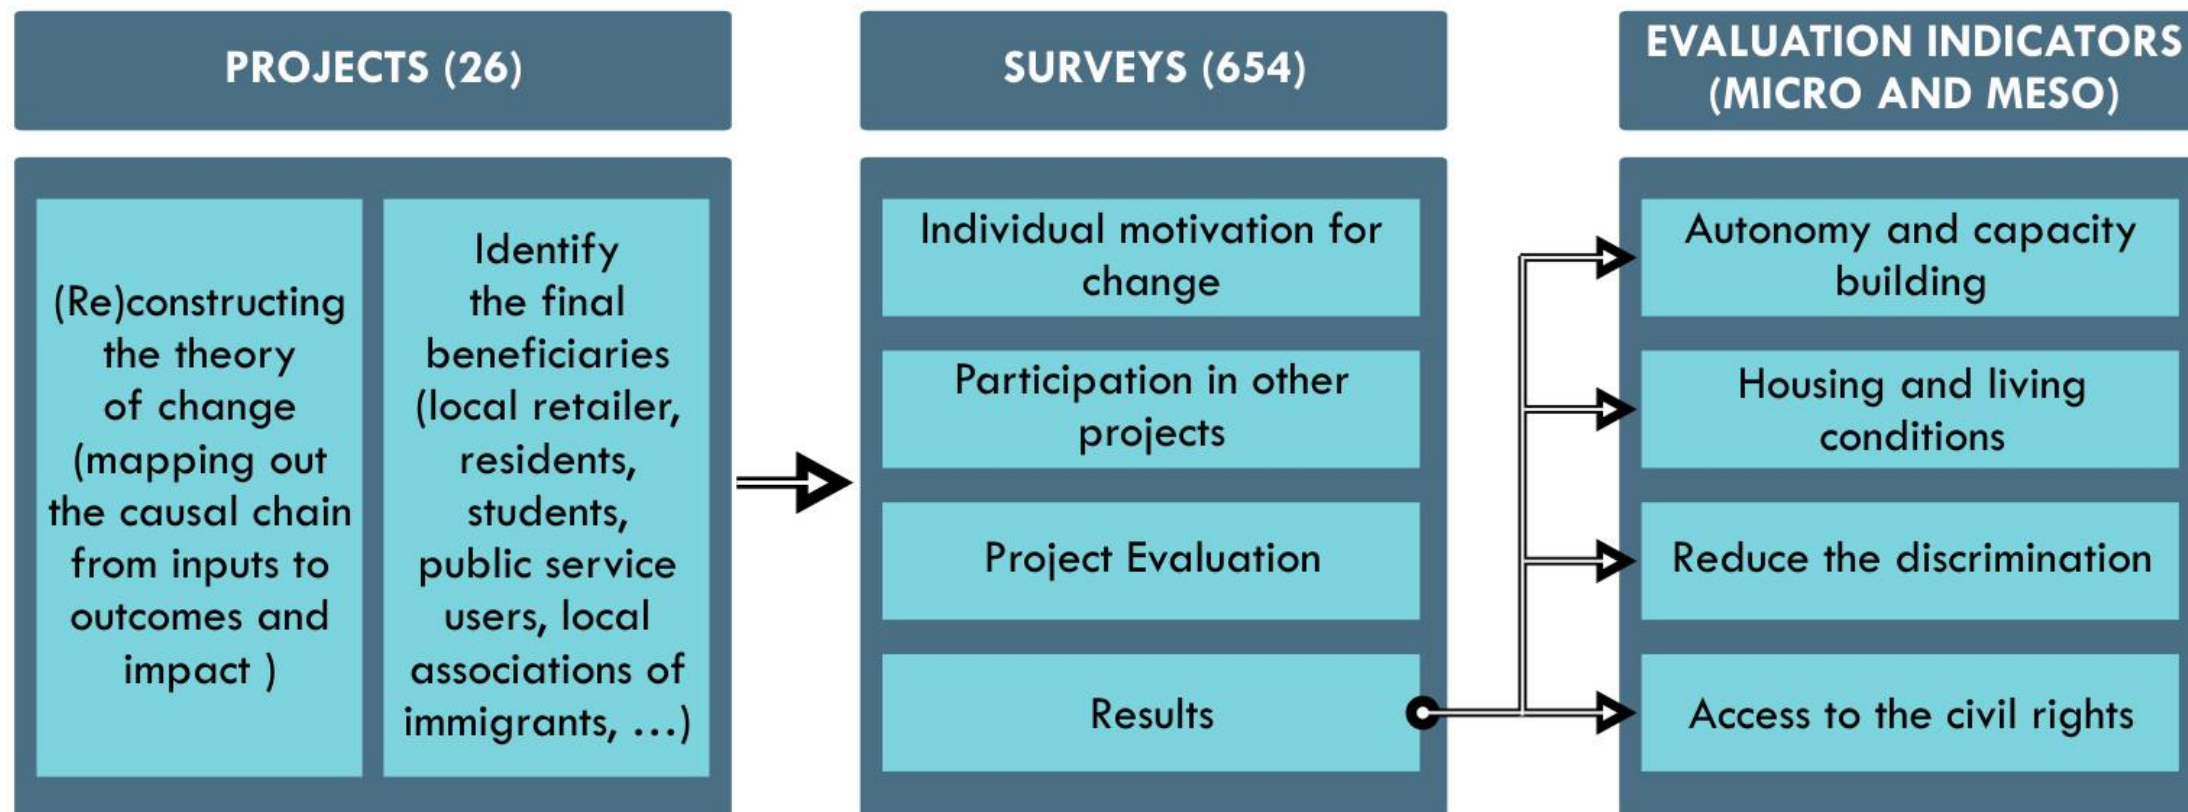 PROJECTS (26)
(Re)constructing
the theory
of change
(mapping out
the causal chain
from inputs to
outcomes and
impact )
Identify
the final
beneficiaries
(local retailer,
residents,
students,
public service
users, local
associations of
immigrants, ...)
SURVEYS (654)
Individual motivation for
change
Participation in other
projects
Project Evaluation
Results
EVALUATION INDICATORS
(MICRO AND MESO)
Autonomy and capacity
building
Housing and living
conditions
Reduce the discrimination
Access to the civil rights